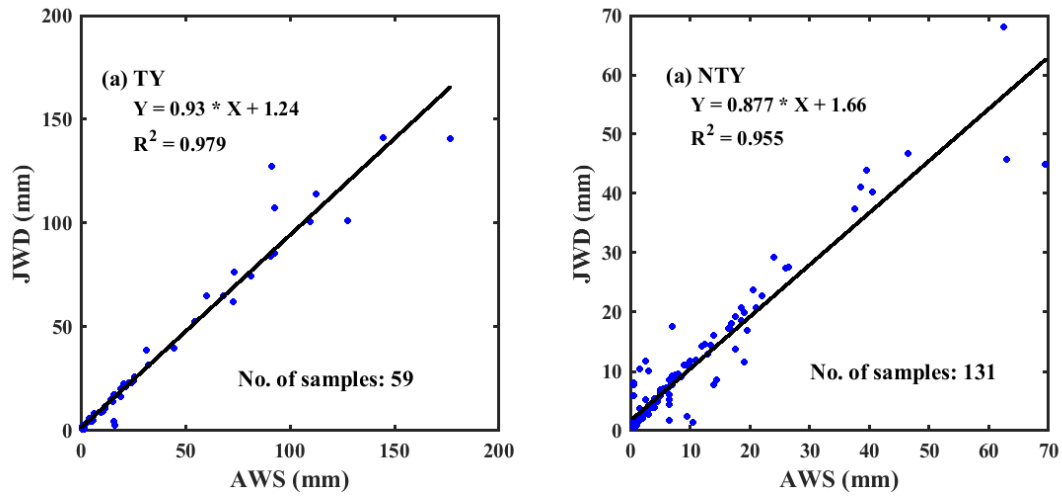 200
150
100
50
0
0 50 100 150 200
JWD (mm)
AWS (mm)
(a) TY
Y = 0.93 * X + 1.24
R² = 0.979
No. of samples: 59
70
60
50
40
30
20
10
0
0 10 20 30 40 50 60 70
JWD (mm)
AWS (mm)
(a) NTY
Y = 0.877 * X + 1.66
R² = 0.955
No. of samples: 131